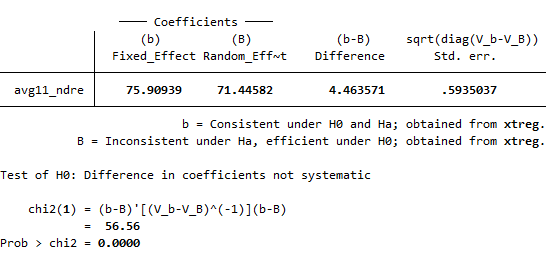 Coefficients
(b) (B) (b-B) sqrt(diag(V_b-V_B))
Fixed_Effect Random_Eff~t Difference Std. err.
avg11_ndre 75.90939 71.44582 4.463571 .5935037
b = Consistent under H0 and Ha; obtained from xtreg.
B = Inconsistent under Ha, efficient under H0; obtained from xtreg.
Test of H0: Difference in coefficients not systematic
chi2(1) = (b-B)'[(V_b-V_B)^(-1)](b-B)
= 56.56
Prob > chi2 = 0.0000